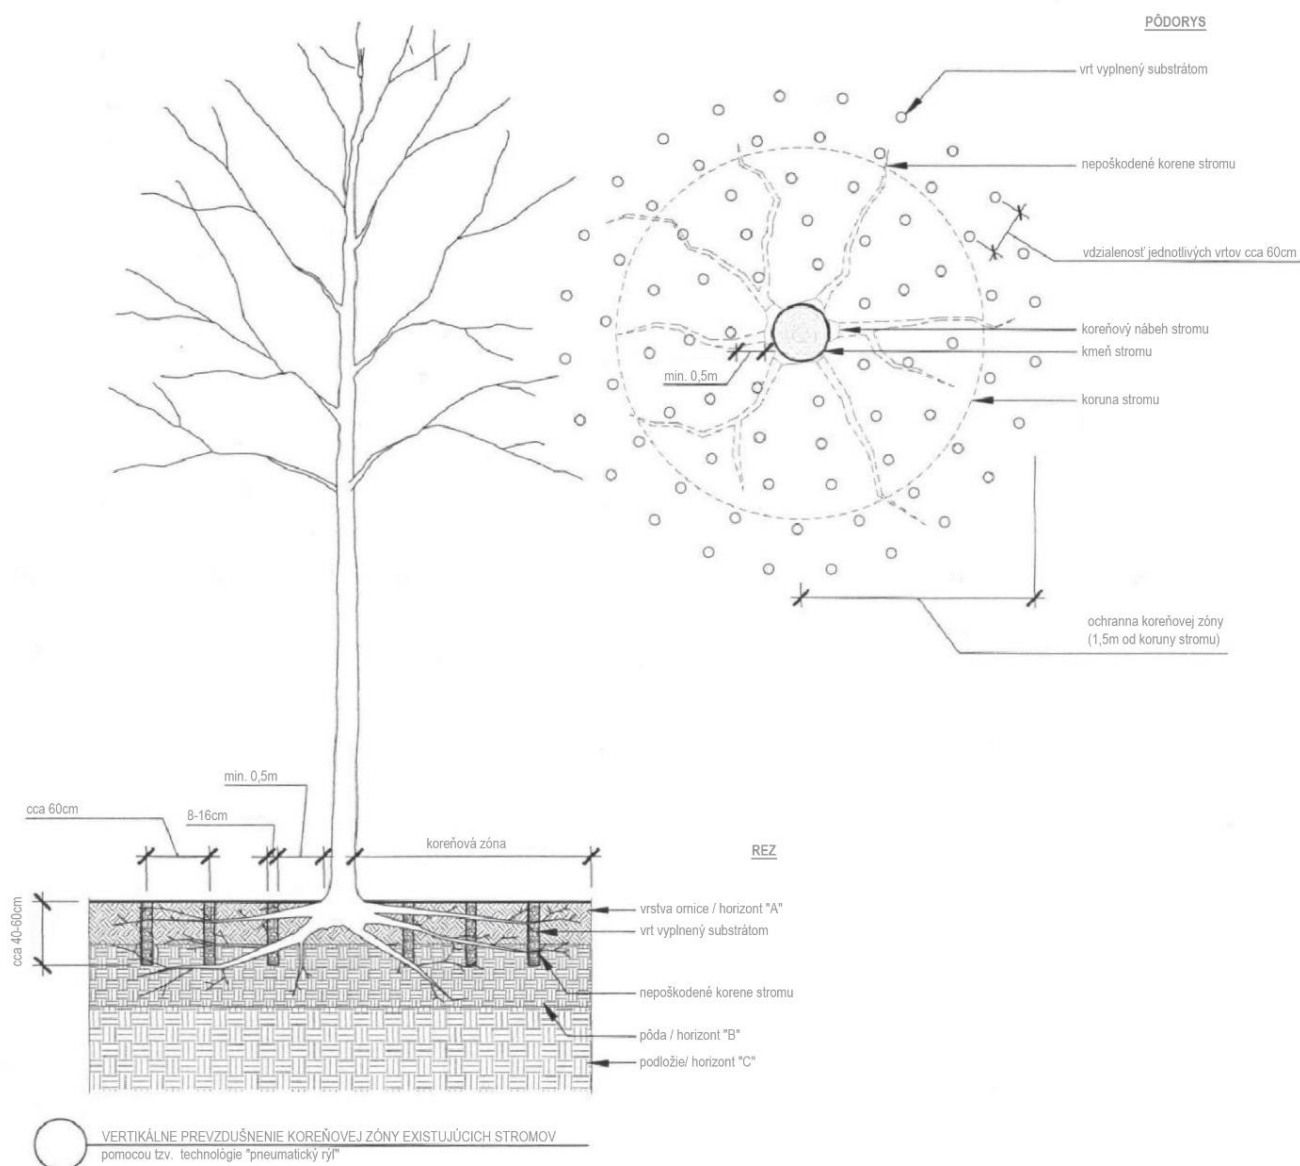 PÔDORYS
vrt vyplnený substrátom
nepoškodené korene stromu
vdzialenosť jednotlivých vrtov cca 60cm
koreňový nábeh stromu
kmeň stromu
min. 0,5m
koruna stromu
ochranna koreňovej zóny
(1,5m od koruny stromu)
min. 0,5m
cca 60cm
8-16cm
koreňová zóna
REZ
cca 40-60cm
vrstva ornice / horizont "A"
vrt vyplnený substrátom
nepoškodené korene stromu
pôda / horizont "B"
podložie/ horizont "C"
VERTIKÁLNE PREVZDUŠNENIE KOREŇOVEJ ZÓNY EXISTUJÚCICH STROMOV
pomocou tzv. technológie "pneumatický rýľ"